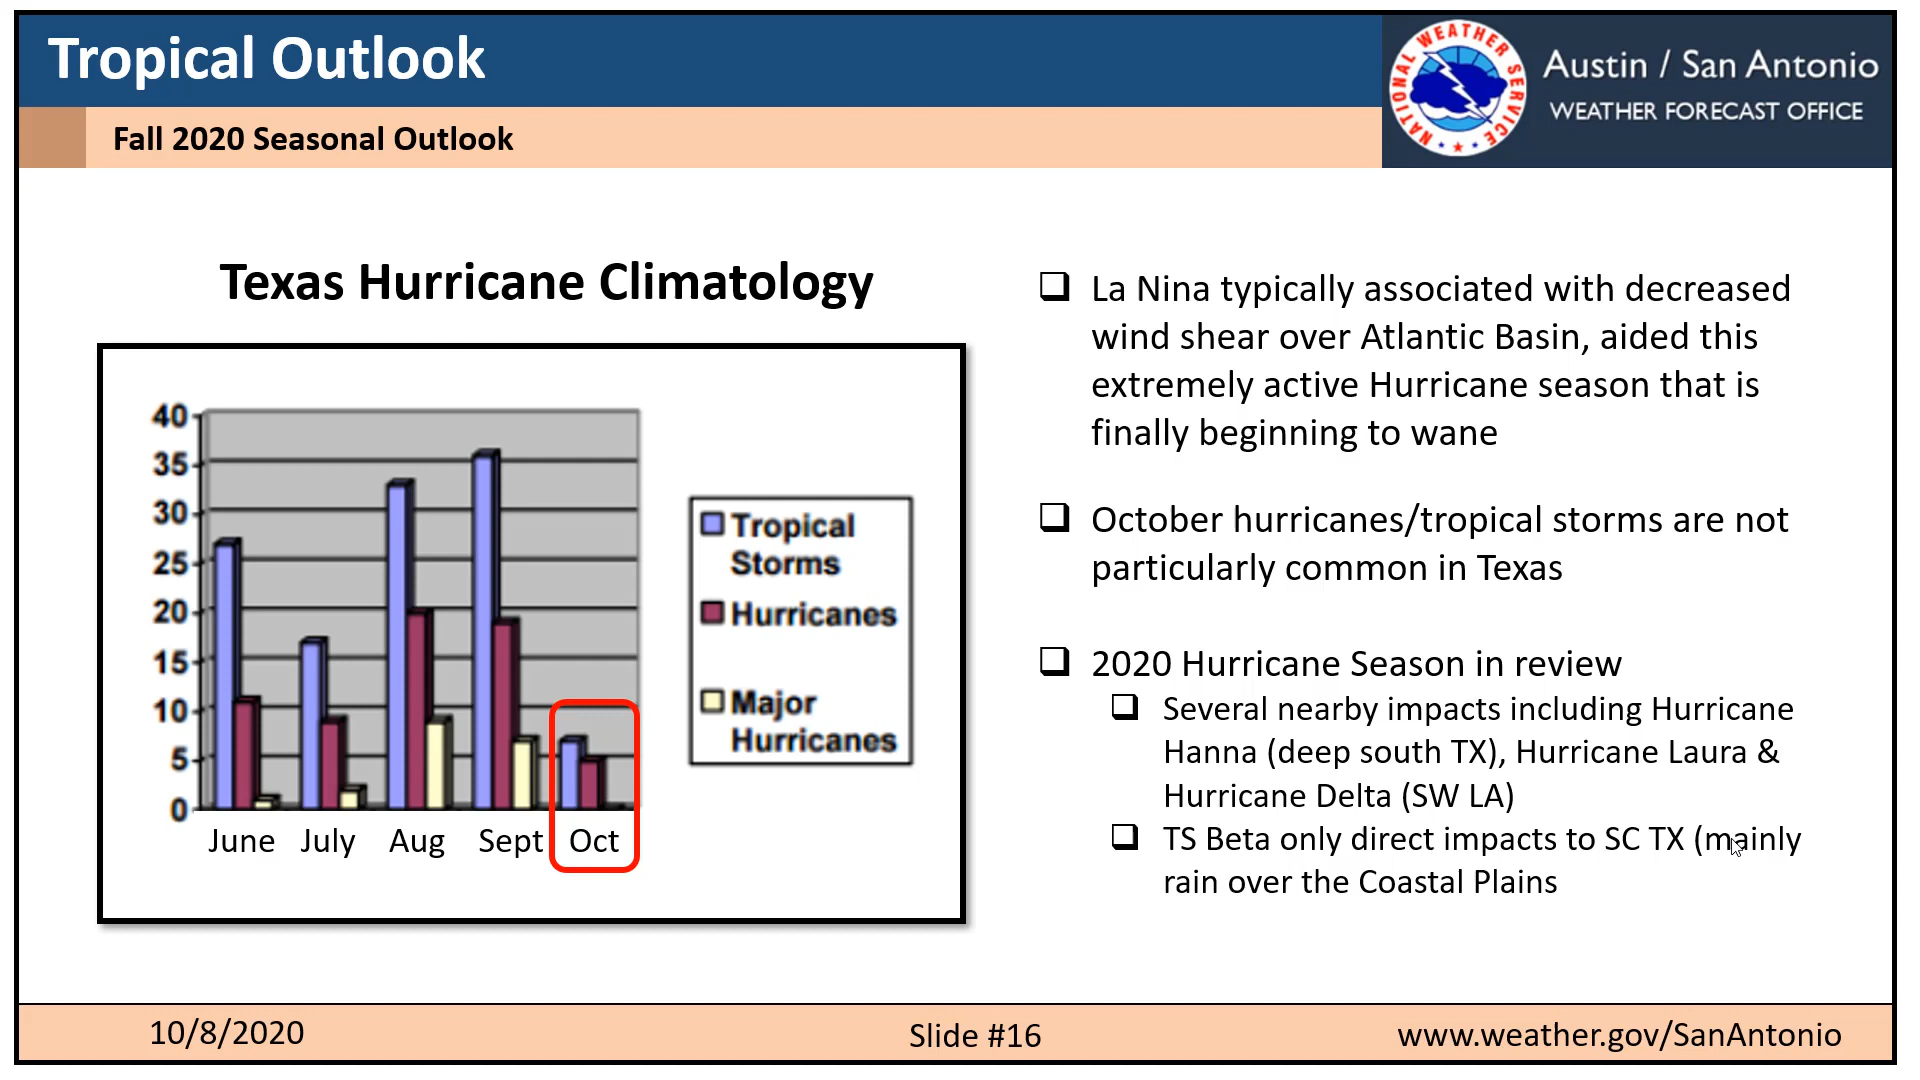 Tropical Outlook
Fall 2020 Seasonal Outlook
NATIONAL WEATHER SERVICE
Austin / San Antonio
WEATHER FORECAST OFFICE
Texas Hurricane Climatology
40
35
30
25
20
15
10
5
0
June July Aug Sept Oct
Tropical
Storms
Hurricanes
Major
Hurricanes
La Nina typically associated with decreased
wind shear over Atlantic Basin, aided this
extremely active Hurricane season that is
finally beginning to wane
October hurricanes/tropical storms are not
particularly common in Texas
2020 Hurricane Season in review
Several nearby impacts including Hurricane
Hanna (deep south TX), Hurricane Laura &
Hurricane Delta (SW LA)
TS Beta only direct impacts to SC TX (mainly
rain over the Coastal Plains
10/8/2020
Slide #16
www.weather.gov/SanAntonio